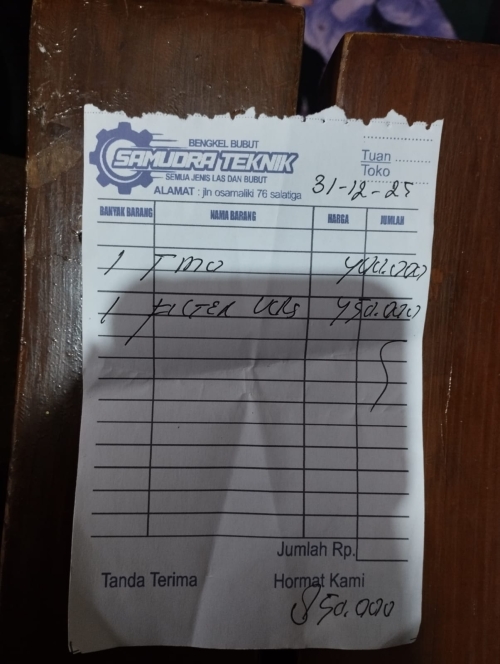 BENGKEL BUBUT
SAMUDRA TEKNIK
SEMUA JENIS LAS DAN BUBUT
ALAMAT : jln osamaliki 76 salatiga
Tuan
Toko
31-12-25
BANYAK BARANG NAMA BARANG HARGA JUMLAH
1 400.000
1 450.000
Jumlah Rp.
Tanda Terima Hormat Kami
850.000